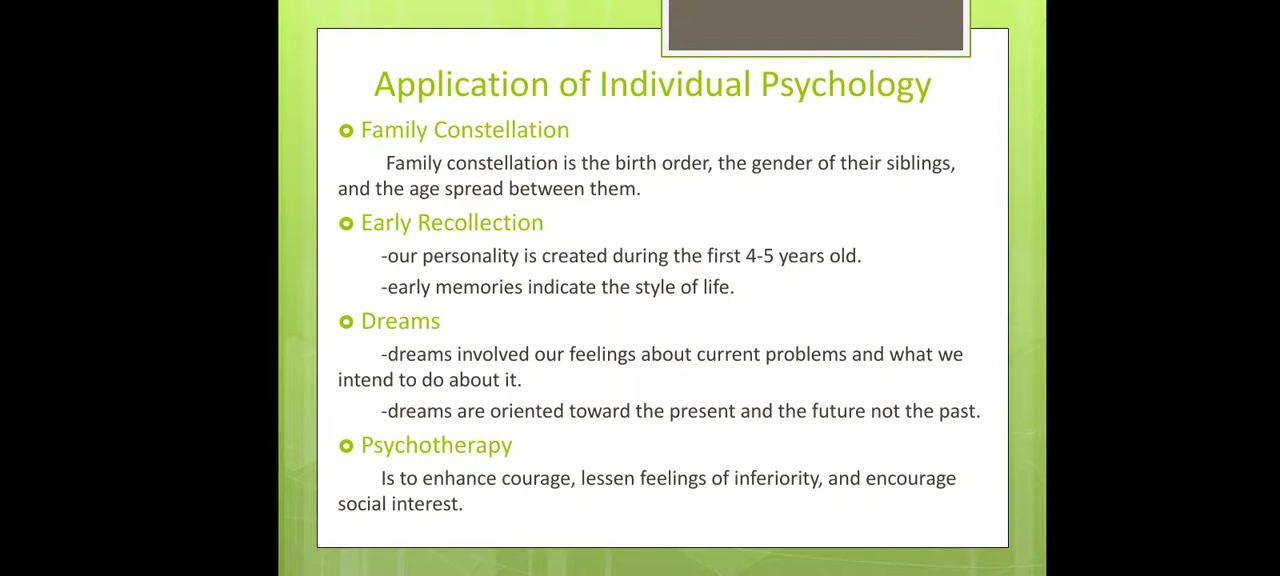 Application of Individual Psychology
Family Constellation
Family constellation is the birth order, the gender of their siblings,
and the age spread between them.
Early Recollection
-our personality is created during the first 4-5 years old.
-early memories indicate the style of life.
Dreams
-dreams involved our feelings about current problems and what we
intend to do about it.
-dreams are oriented toward the present and the future not the past.
Psychotherapy
Is to enhance courage, lessen feelings of inferiority, and encourage
social interest.